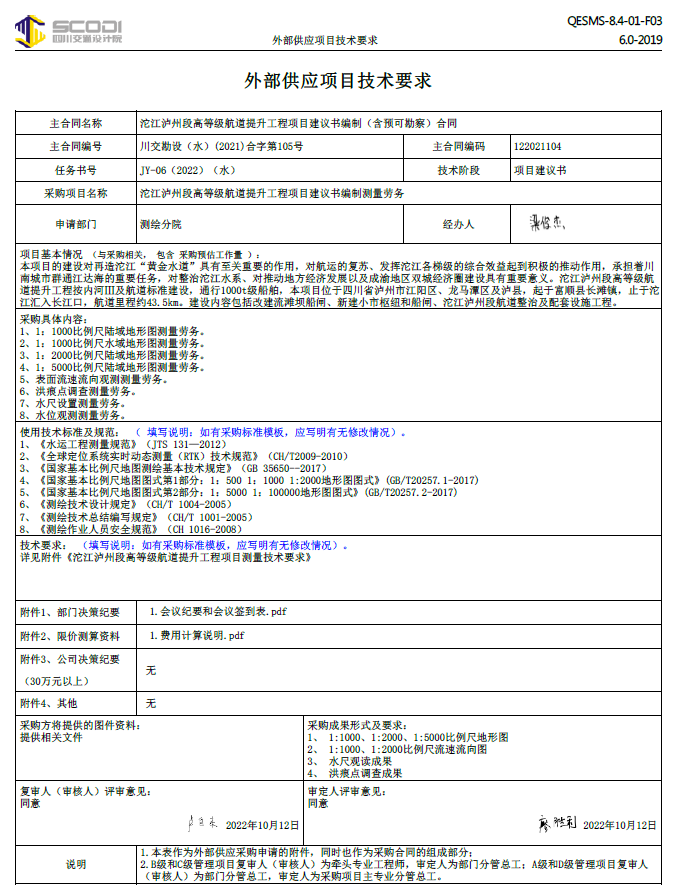 SCODI
四川交通设计院
QESMS-8.4-01-F03
外部供应项目技术要求
6.0-2019
外部供应项目技术要求
主合同名称 沱江泸州段高等级航道提升工程项目建议书编制（含预可勘察）合同
主合同编号 川交勘设（水）(2021)合字第105号 主合同编码 122021104
任务书号 JY-06（2022）（水） 技术阶段 项目建议书
采购项目名称 沱江泸州段高等级航道提升工程项目建议书编制测量劳务
申请部门 测绘分院 经办人
项目基本情况 （与采购相关, 包含 采购预估工作量 ）：
本项目的建设对再造沱江“黄金水道”具有至关重要的作用，对航运的复苏、发挥沱江各梯级的综合效益起到积极的推动作用，承担着川
南城市群通江达海的重要任务，对整治沱江水系、对推动地方经济发展以及成渝地区双城经济圈建设具有重要意义。沱江泸州段高等级航
道提升工程按内河Ⅲ及航道标准建设，通行1000t级船舶，本项目位于四川省泸州市江阳区、龙马潭区及泸县，起于富顺县长滩镇，止于沱
江汇入长江口，航道里程约43.5km。建设内容包括改建流滩坝船闸、新建小市枢纽和船闸、沱江泸州段航道整治及配套设施工程。
采购具体内容：
1、1：1000比例尺陆域地形图测量劳务。
2、1：1000比例尺水域地形图测量劳务。
3、1：2000比例尺陆域地形图测量劳务。
4、1：5000比例尺陆域地形图测量劳务。
5、表面流速流向观测测量劳务。
6、洪痕点调查测量劳务。
7、水尺设置测量劳务。
8、水位观测测量劳务。
使用技术标准及规范： （ 填写说明：如有采购标准模板，应写明有无修改情况）。
1、《水运工程测量规范》（JTS 131—2012）
2、《全球定位系统实时动态测量（RTK）技术规范》（CH/T2009-2010）
3、《国家基本比例尺地图测绘基本技术规定》（GB 35650--2017）
4、《国家基本比例尺地图图式第1部分：1：500 1：1000 1:2000地形图图式》(GB/T20257.1-2017)
5、《国家基本比例尺地图图式第2部分：1：5000 1：100000地形图图式》(GB/T20257.2-2017)
6、《测绘技术设计规定》（CH/T 1004-2005）
7、《测绘技术总结编写规定》（CH/T 1001-2005）
8、《测绘作业人员安全规范》（CH 1016-2008）
技术要求： （填写说明：如有采购标准模板，应写明有无修改情况）。
详见附件《沱江泸州段高等级航道提升工程项目测量技术要求》
附件1、部门决策纪要 1.会议纪要和会议签到表.pdf
附件2、限价测算资料 1.费用计算说明.pdf
附件3、公司决策纪要
（30万元以上） 无
附件4、其他 无
采购方将提供的图件资料：
提供相关文件
采购成果形式及要求：
1、 1:1000、1:2000、1:5000比例尺地形图
2、 1:1000、1:2000比例尺流速流向图
3、 水尺观读成果
4、 洪痕点调查成果
复审人（审核人）评审意见：
同意
2022年10月12日
审定人评审意见：
同意
廖胜利 2022年10月12日
说明
1.本表作为外部供应采购申请的附件，同时也作为采购合同的组成部分；
2.B级和C级管理项目复审人（审核人）为牵头专业工程师，审定人为部门分管总工；A级和D级管理项目复审人
（审核人）为部门分管总工，审定人为采购项目主专业分管总工。